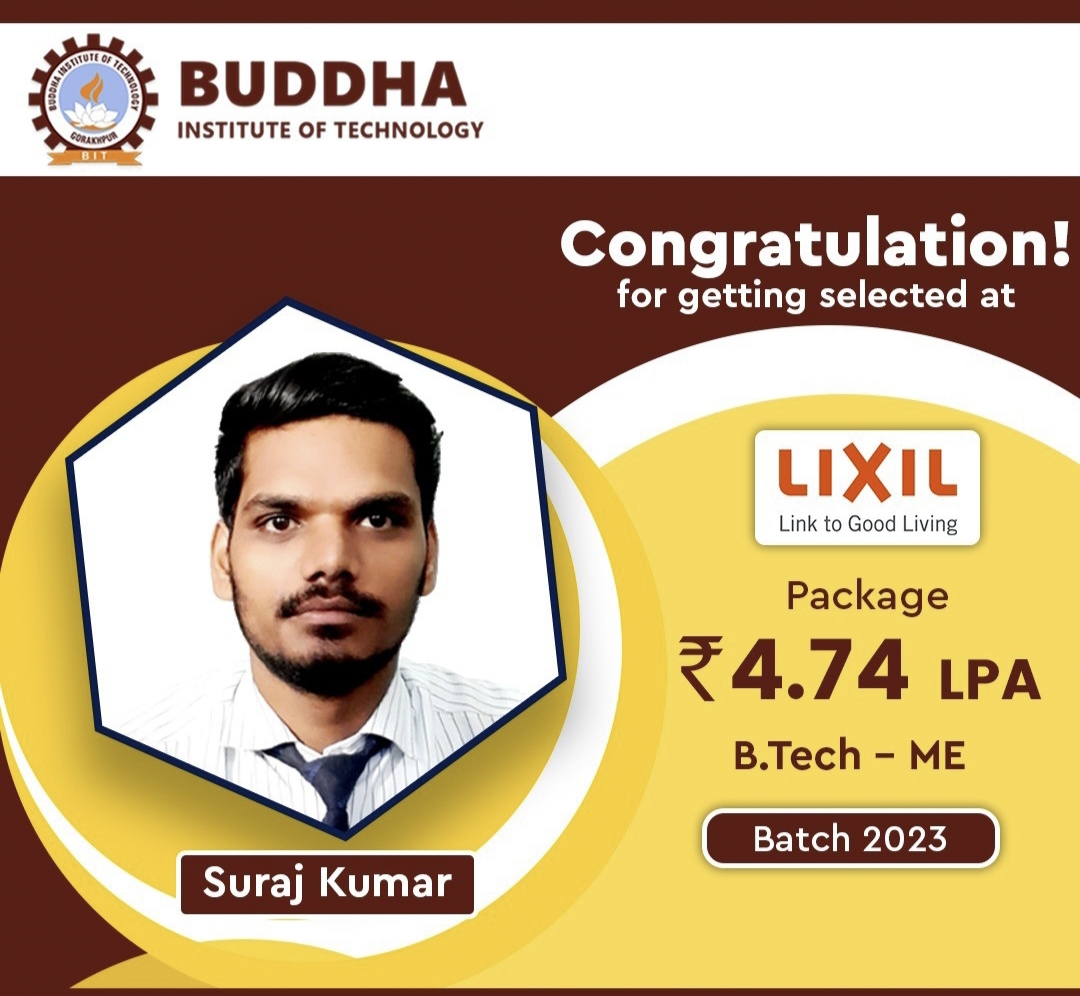 BUDDHA INSTITUTE OF TECHNOLOGY
GORAKHPUR
BIT
BUDDHA
INSTITUTE OF TECHNOLOGY
Congratulation!
for getting selected at
LIXIL
Link to Good Living
Package
₹4.74 LPA
B.Tech – ME
Batch 2023
Suraj Kumar